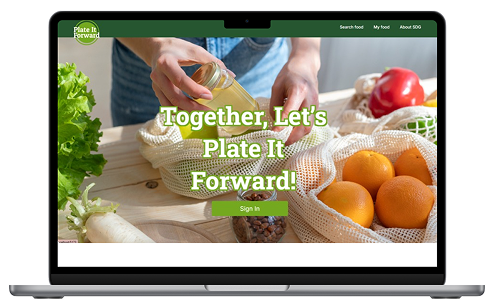 Plate It
Forward
Search food
My food
About SDG
Together, Let's
Plate It
Forward!
Sign In